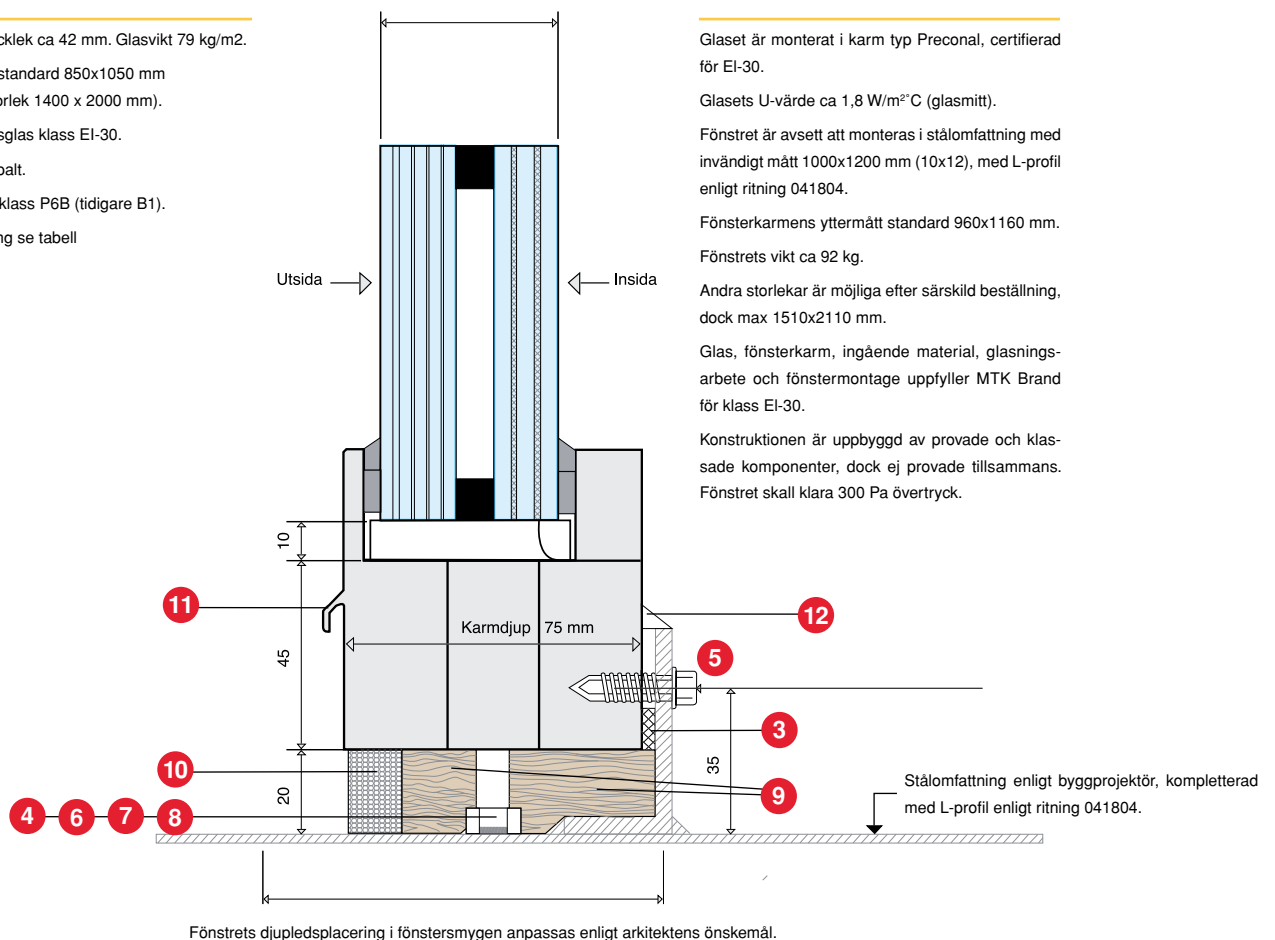 cklek ca 42 mm. Glasvikt 79 kg/m2.
standard 850x1050 mm
orlek 1400 x 2000 mm).
sglas klass EI-30.
balt.
klass P6B (tidigare B1).
ng se tabell
Glaset är monterat i karm typ Preconal, certifierad
för EI-30.
Glasets U-värde ca 1,8 W/m²˚C (glasmitt).
Fönstret är avsett att monteras i stålomfattning med
invändigt mått 1000x1200 mm (10x12), med L-profil
enligt ritning 041804.
Fönsterkarmens yttermått standard 960x1160 mm.
Fönstrets vikt ca 92 kg.
Andra storlekar är möjliga efter särskild beställning,
dock max 1510x2110 mm.
Glas, fönsterkarm, ingående material, glasnings-
arbete och fönstermontage uppfyller MTK Brand
för klass EI-30.
Konstruktionen är uppbyggd av provade och klas-
sade komponenter, dock ej provade tillsammans.
Fönstret skall klara 300 Pa övertryck.
Utsida
Insida
10
11
12
Karmdjup 75 mm
45
5
3
35
10
20
9
4 6 7 8
Stålomfattning enligt byggprojektör, kompletterad
med L-profil enligt ritning 041804.
Fönstrets djupledsplacering i fönstersmygen anpassas enligt arkitektens önskemål.